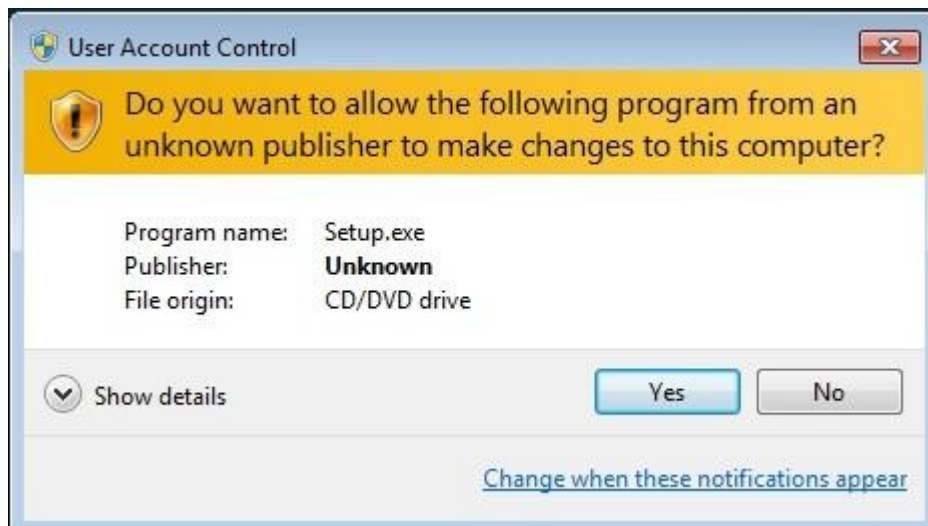 User Account Control
Do you want to allow the following program from an
unknown publisher to make changes to this computer?
Program name: Setup.exe
Publisher: Unknown
File origin: CD/DVD drive
Show details
Yes
No
Change when these notifications appear